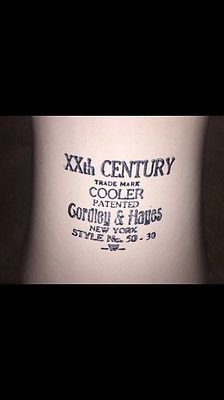 XXth CENTURY
TRADE MARK
COOLER
PATENTED
Cordley & Hayes
NEW YORK
STYLE No. 50 - 30
W